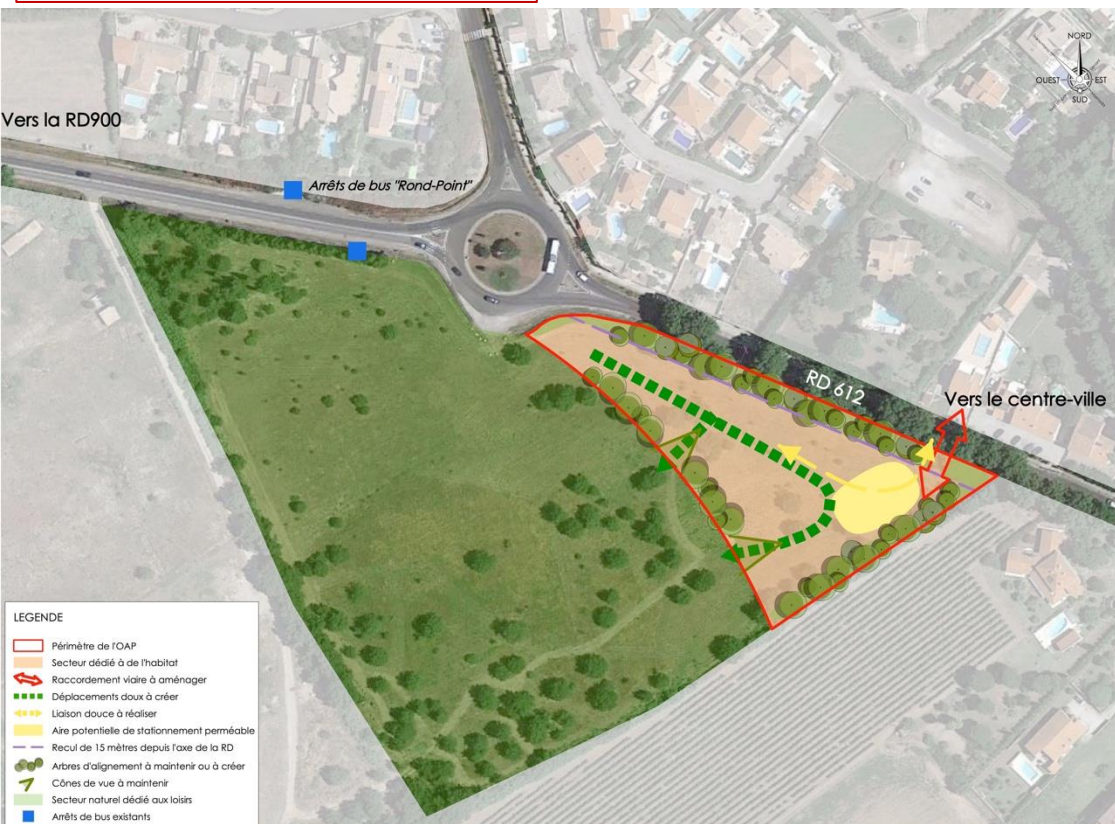 NORD
OUEST
EST
SUD
Vers la RD900
Arrêts de bus "Rond-Point"
RD 612
Vers le centre-ville
LEGENDE
Périmètre de l'OAP
Secteur dédié à de l'habitat
Raccordement viaire à aménager
Déplacements doux à créer
Liaison douce à réaliser
Aire potentielle de stationnement perméable
Recul de 15 mètres depuis l'axe de la RD
Arbres d'alignement à maintenir ou à créer
Cônes de vue à maintenir
Secteur naturel dédié aux loisirs
Arrêts de bus existants